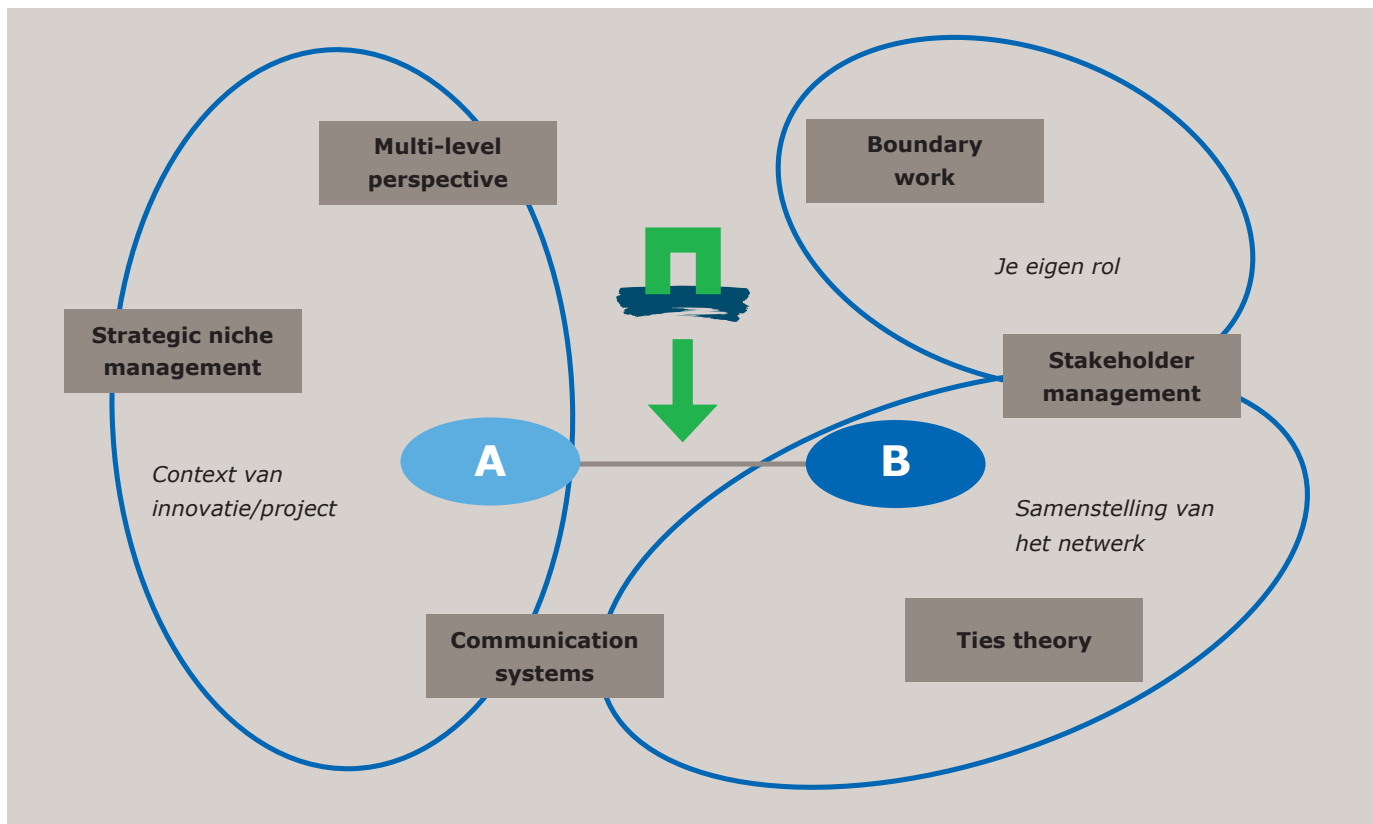 Multi-level
perspective
Boundary
work
Je eigen rol
Strategic niche
management
Stakeholder
management
A
B
Context van
innovatie/project
Samenstelling van
het netwerk
Communication
systems
Ties theory